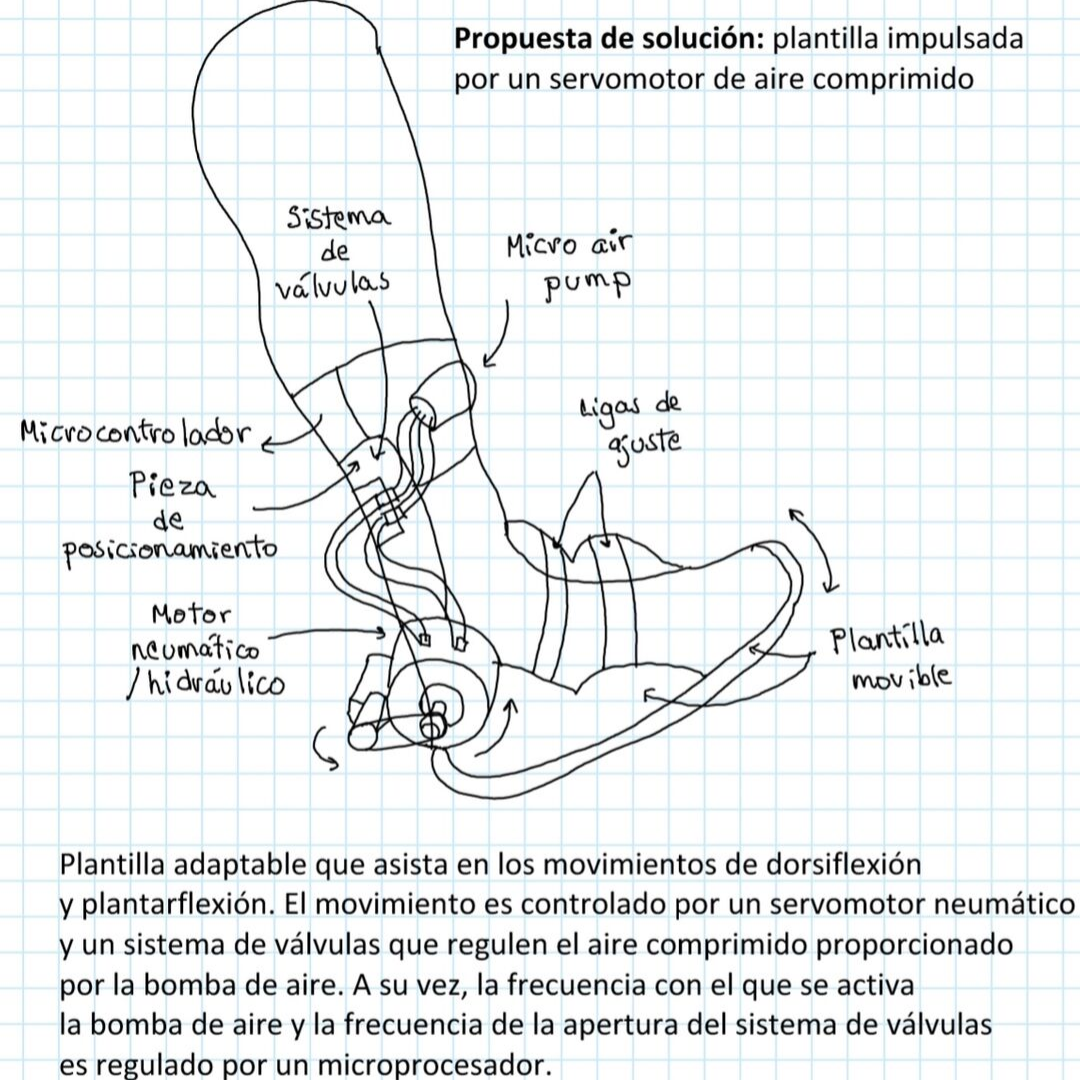 Propuesta de solución: plantilla impulsada
por un servomotor de aire comprimido
Sistema
de
válvulas
Micro air
pump
Ligas de
ajuste
Microcontrolador
Pieza
de
posicionamiento
Motor
neumático
/hidráulico
Plantilla
movible
Plantilla adaptable que asista en los movimientos de dorsiflexión
y plantarflexión. El movimiento es controlado por un servomotor neumático
y un sistema de válvulas que regulen el aire comprimido proporcionado
por la bomba de aire. A su vez, la frecuencia con el que se activa
la bomba de aire y la frecuencia de la apertura del sistema de válvulas
es regulado por un microprocesador.